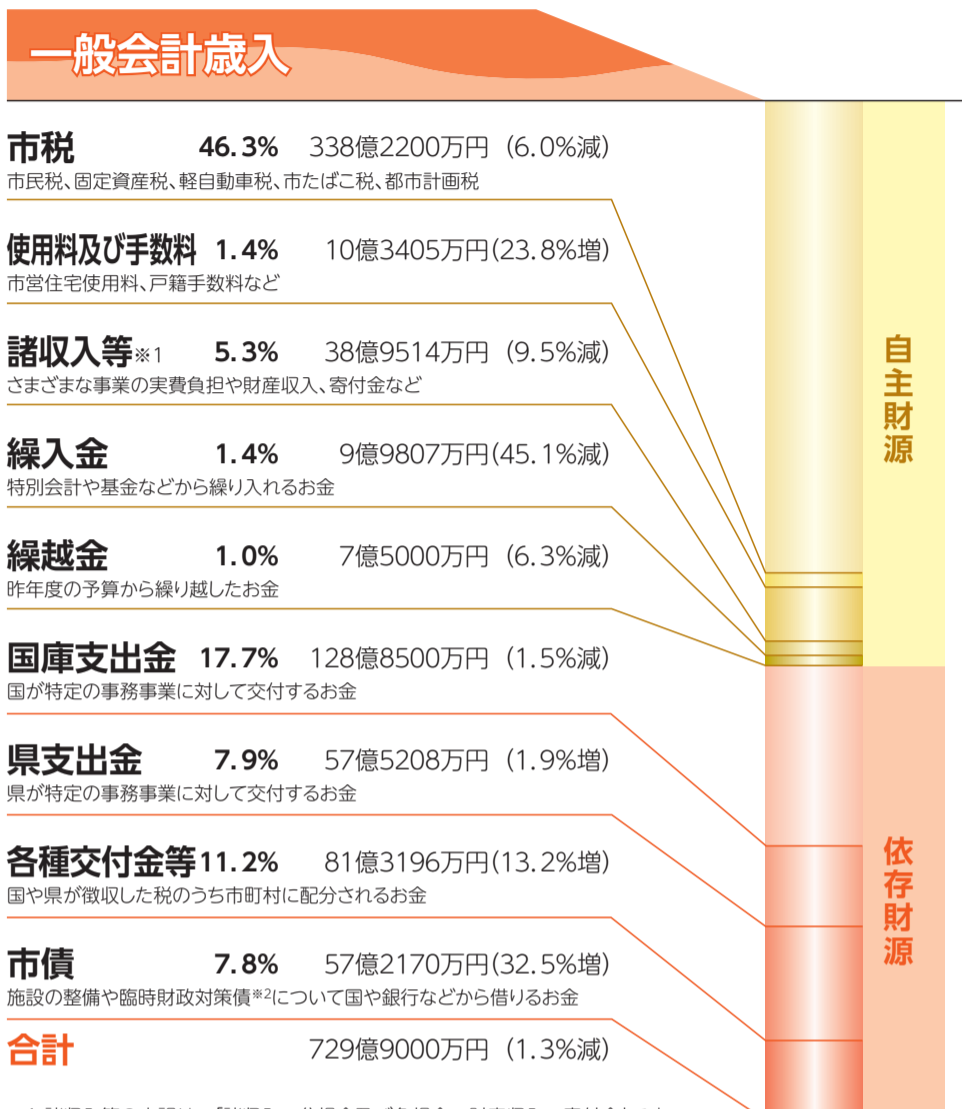 一般会計歳入
市税 46.3% 338億2200万円 (6.0%減)
市民税、固定資産税、軽自動車税、市たばこ税、都市計画税
使用料及び手数料 1.4% 10億3405万円(23.8%増)
市営住宅使用料、戸籍手数料など
諸収入等※1 5.3% 38億9514万円 (9.5%減)
さまざまな事業の実費負担や財産収入、寄付金など
繰入金 1.4% 9億9807万円(45.1%減)
特別会計や基金などから繰り入れるお金
繰越金 1.0% 7億5000万円 (6.3%減)
昨年度の予算から繰り越したお金
国庫支出金 17.7% 128億8500万円 (1.5%減)
国が特定の事務事業に対して交付するお金
県支出金 7.9% 57億5208万円 (1.9%増)
県が特定の事務事業に対して交付するお金
各種交付金等 11.2% 81億3196万円(13.2%増)
国や県が徴収した税のうち市町村に配分されるお金
市債 7.8% 57億2170万円(32.5%増)
施設の整備や臨時財政対策債※2について国や銀行などから借りるお金
合計 729億9000万円 (1.3%減)
自主財源
依存財源